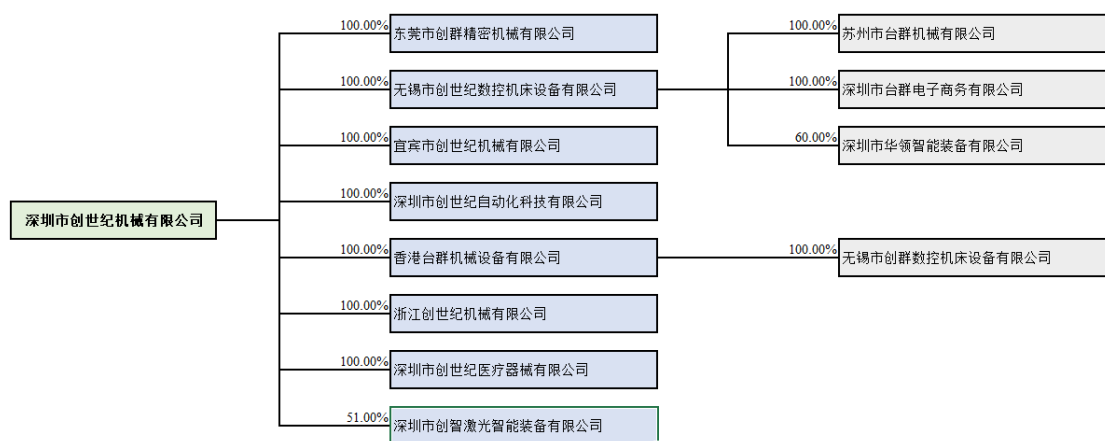 100.00%
东莞市创群精密机械有限公司
100.00%
苏州市台群机械有限公司
100.00%
无锡市创世纪数控机床设备有限公司
100.00%
深圳市台群电子商务有限公司
100.00%
宜宾市创世纪机械有限公司
60.00%
深圳市华领智能装备有限公司
100.00%
深圳市创世纪自动化科技有限公司
深圳市创世纪机械有限公司
100.00%
香港台群机械设备有限公司
100.00%
无锡市创群数控机床设备有限公司
100.00%
浙江创世纪机械有限公司
100.00%
深圳市创世纪医疗器械有限公司
51.00%
深圳市创智激光智能装备有限公司